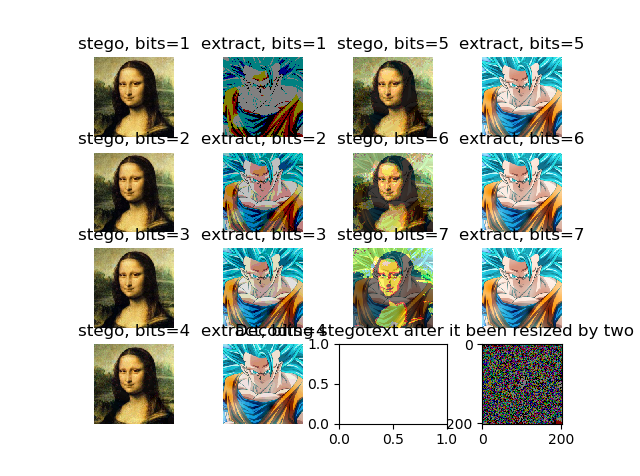 stego, bits=1 extract, bits=1 stego, bits=5 extract, bits=5
stego, bits=2 extract, bits=2 stego, bits=6 extract, bits=6
stego, bits=3 extract, bits=3 stego, bits=7 extract, bits=7
stego, bits=4 extract, bits=4 Decoding stegotext after it been resized by two
1.0 0
0.5
0.0 200
0.0 0.5 1.0 0 200